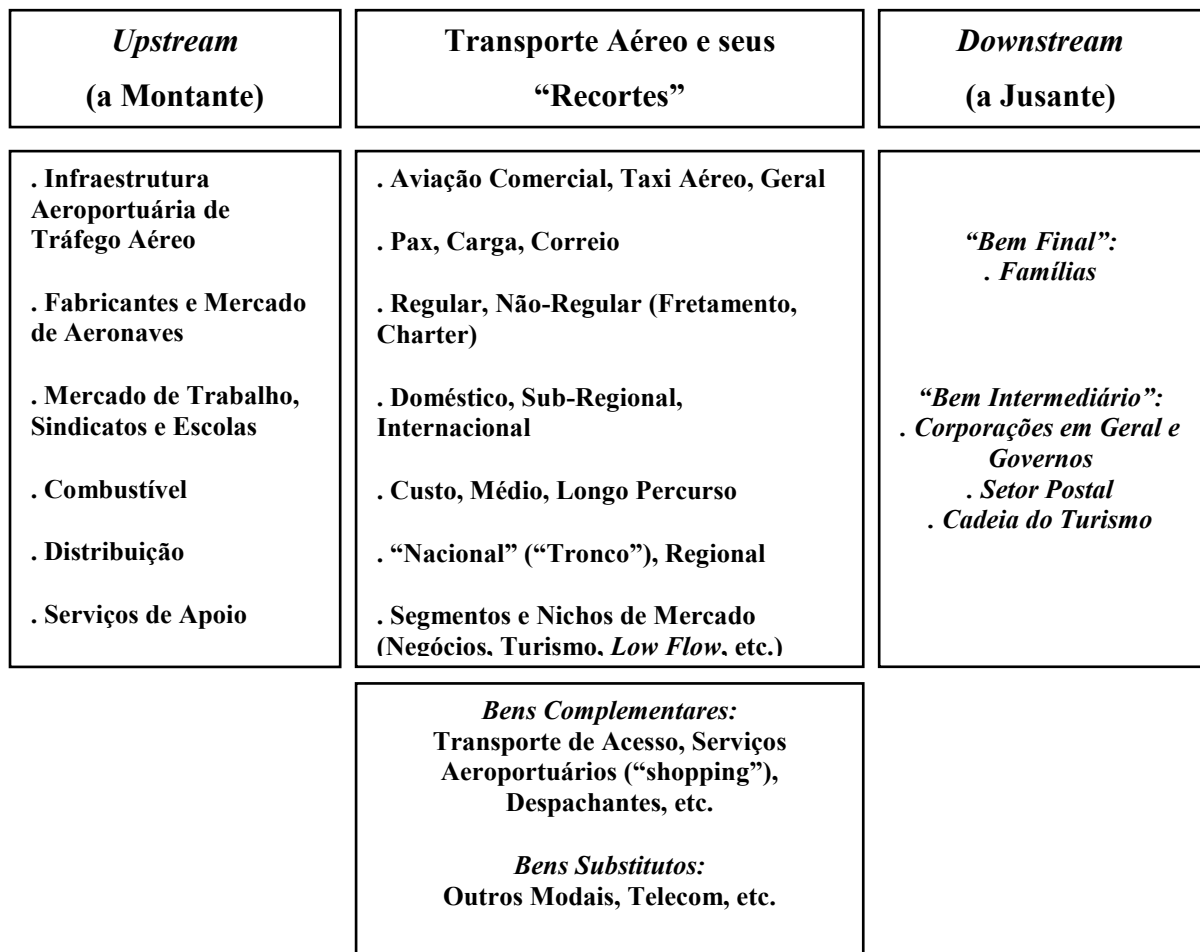 Upstream
(a Montante)
Transporte Aéreo e seus
“Recortes”
Downstream
(a Jusante)
. Infraestrutura
Aeroportuária de
Tráfego Aéreo
. Fabricantes e Mercado
de Aeronaves
. Mercado de Trabalho,
Sindicatos e Escolas
. Combustível
. Distribuição
. Serviços de Apoio
. Aviação Comercial, Taxi Aéreo, Geral
. Pax, Carga, Correio
. Regular, Não-Regular (Fretamento,
Charter)
. Doméstico, Sub-Regional,
Internacional
. Custo, Médio, Longo Percurso
. “Nacional” (“Tronco”), Regional
. Segmentos e Nichos de Mercado
(Negócios, Turismo, Low Flow, etc.)
“Bem Final”:
. Famílias
“Bem Intermediário”:
. Corporações em Geral e
Governos
. Setor Postal
. Cadeia do Turismo
Bens Complementares:
Transporte de Acesso, Serviços
Aeroportuários (“shopping”),
Despachantes, etc.
Bens Substitutos:
Outros Modais, Telecom, etc.